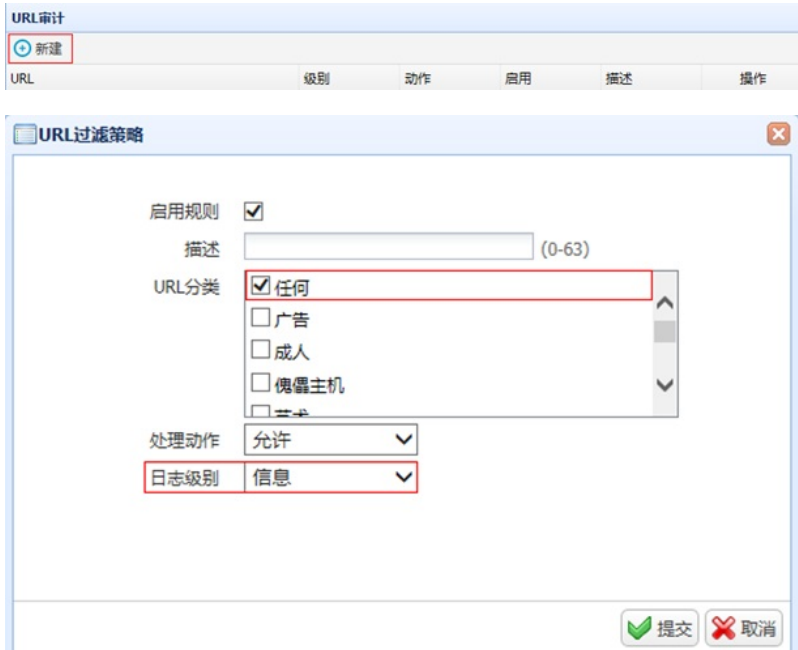 URL审计
新建
URL 级别 动作 启用 描述 操作
URL过滤策略
启用规则
描述 (0-63)
URL分类 任何
广告
成人
傀儡主机
处理动作 允许
日志级别 信息
提交 取消